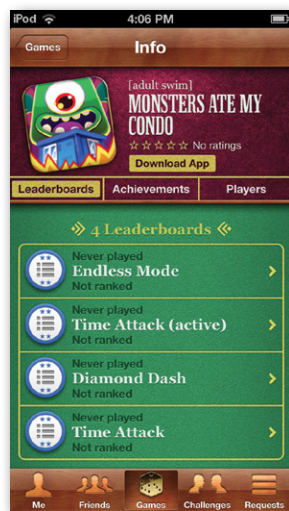 iPod 4:06 PM
Games Info
[adult swim]
MONSTERS ATE MY
CONDO
No ratings
Download App
Leaderboards Achievements Players
4 Leaderboards
Never played
Endless Mode
Not ranked
Never played
Time Attack (active)
Not ranked
Never played
Diamond Dash
Not ranked
Never played
Time Attack
Not ranked
Me Friends Games Challenges Requests